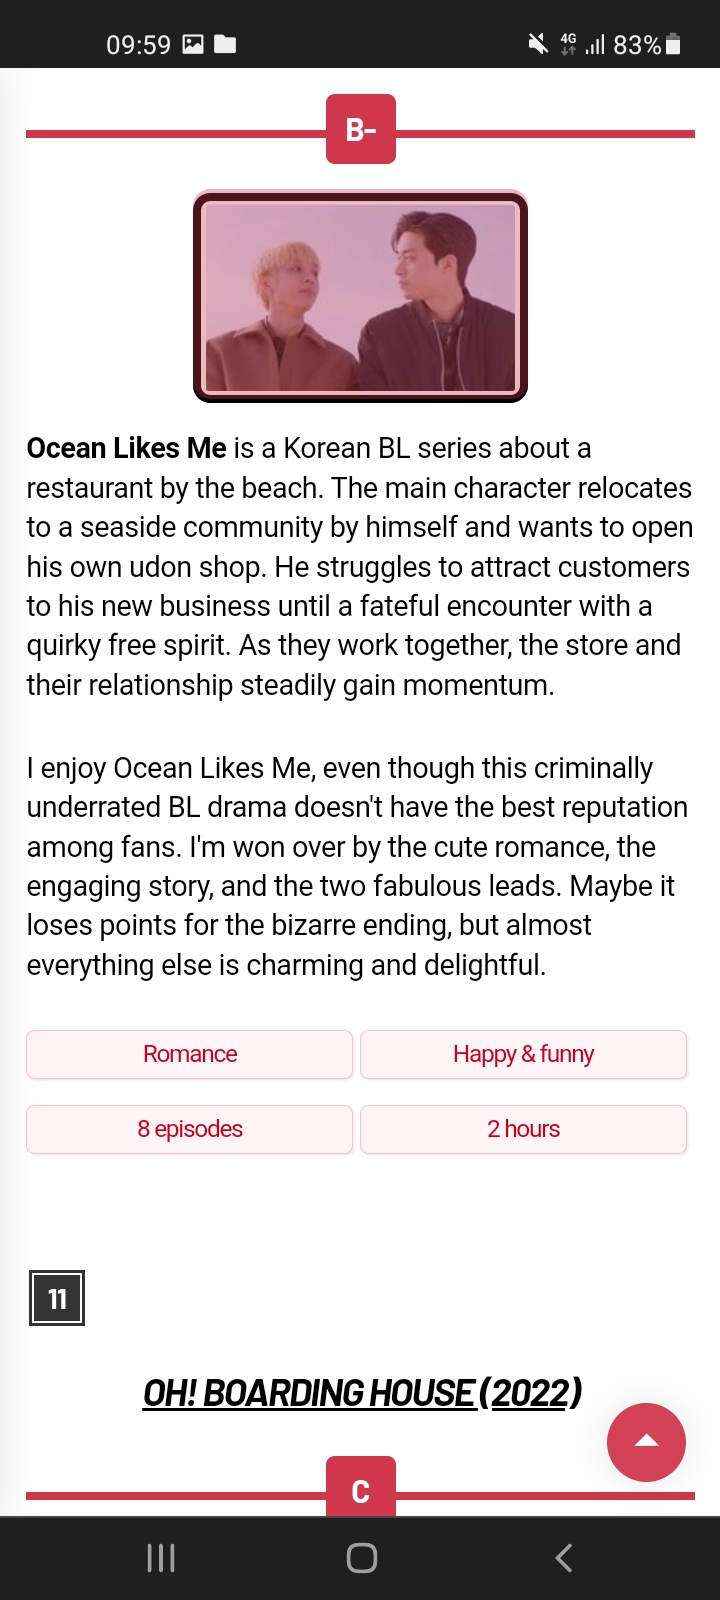 09:59
4G
83%
B-
Ocean Likes Me is a Korean BL series about a
restaurant by the beach. The main character relocates
to a seaside community by himself and wants to open
his own udon shop. He struggles to attract customers
to his new business until a fateful encounter with a
quirky free spirit. As they work together, the store and
their relationship steadily gain momentum.
I enjoy Ocean Likes Me, even though this criminally
underrated BL drama doesn't have the best reputation
among fans. I'm won over by the cute romance, the
engaging story, and the two fabulous leads. Maybe it
loses points for the bizarre ending, but almost
everything else is charming and delightful.
Romance
Happy & funny
8 episodes
2 hours
11
OH! BOARDING HOUSE (2022)
C